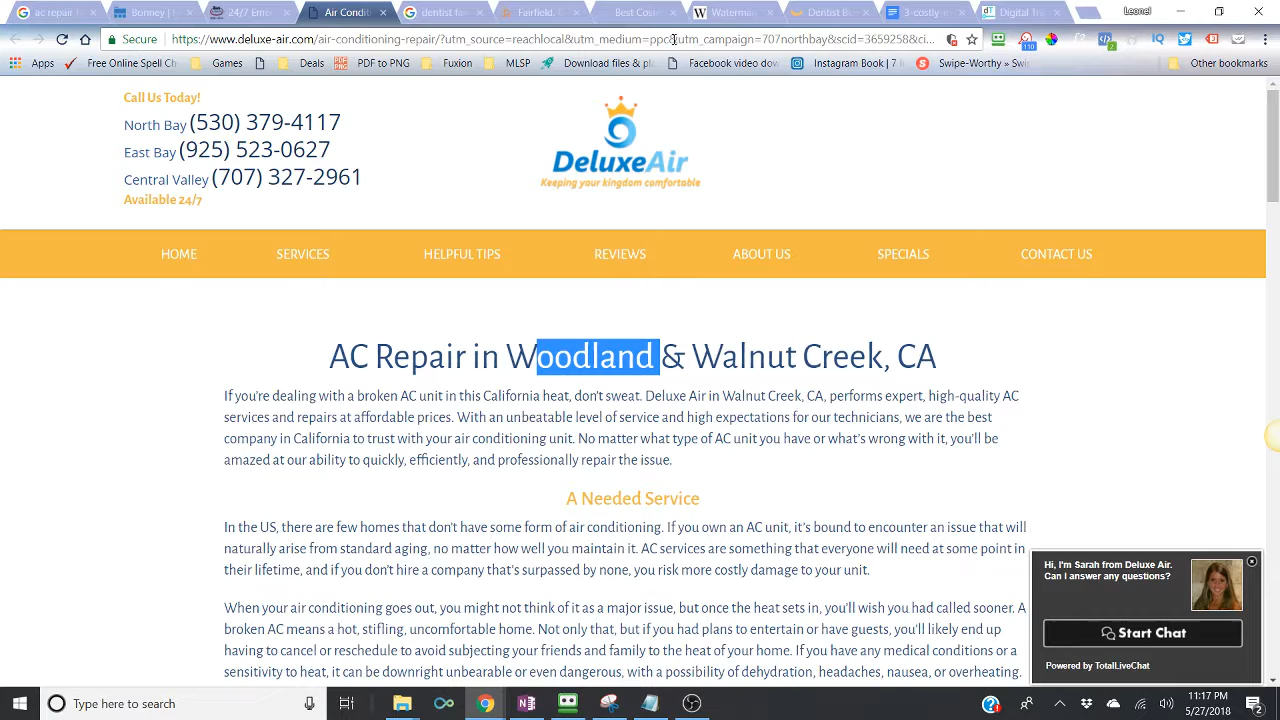 ac repair f
Bonney |
24/7 Eme
Air Condit
dentist fai
Fairfield, C
Best Cosn
Waterman
Dentist Be
3-costly-m
Digital Tra
Leonel
Secure
https://www.deluxe-air.com/air-conditioning-repair/?utm_source=reachlocal&utm_medium=ppc&utm_campaign=707northbay&scid=3659258&ci...
Apps
Free Online Spell Ch
Games
Deals
PDF to PNG
Fusion
MLSP
Download files & pla
Facebook video dow
Instagram Book | 7 l
Swipe-Worthy » Swi
Other bookmarks
Call Us Today!
North Bay (530) 379-4117
East Bay (925) 523-0627
Central Valley (707) 327-2961
Available 24/7
DeluxeAir
Keeping your kingdom comfortable
HOME SERVICES HELPFUL TIPS REVIEWS ABOUT US SPECIALS CONTACT US
AC Repair in Woodland & Walnut Creek, CA
If you're dealing with a broken AC unit in this California heat, don't sweat. Deluxe Air in Walnut Creek, CA, performs expert, high-quality AC
services and repairs at affordable prices. With an unbeatable level of service and high expectations for our technicians, we are the best
company in California to trust with your air conditioning unit. No matter what type of AC unit you have or what's wrong with it, you'll be
amazed at our ability to quickly, efficiently, and professionally repair the issue.
A Needed Service
In the US, there are few homes that don't have some form of air conditioning. If you own an AC unit, it's bound to encounter an issue that will
naturally arise from standard aging, no matter how well you maintain it. AC services are something that everyone will need at some point in
their lifetime, and if you don't hire a company that's surpassed by none, you risk more costly damage to your unit.
When your air conditioning goes out, you might not think of it as a major issue, but once the heat sets in, you'll wish you had called sooner. A
broken AC means a hot, stifling, uncomfortable home. Not only that, but if you had plans to entertain or have guests, you'll likely end up
having to cancel or reschedule to avoid subjecting your friends and family to the heat of your home. If you have any medical conditions or a
sensitivity to heat, it can be downright unbearable or even dangerous, with a possibility of dehydration, headaches, nausea, or overheating.
Hi, I'm Sarah from Deluxe Air.
Can I answer any questions?
Start Chat
Powered by TotalLiveChat
Type here to search
11:17 PM
5/27/2018